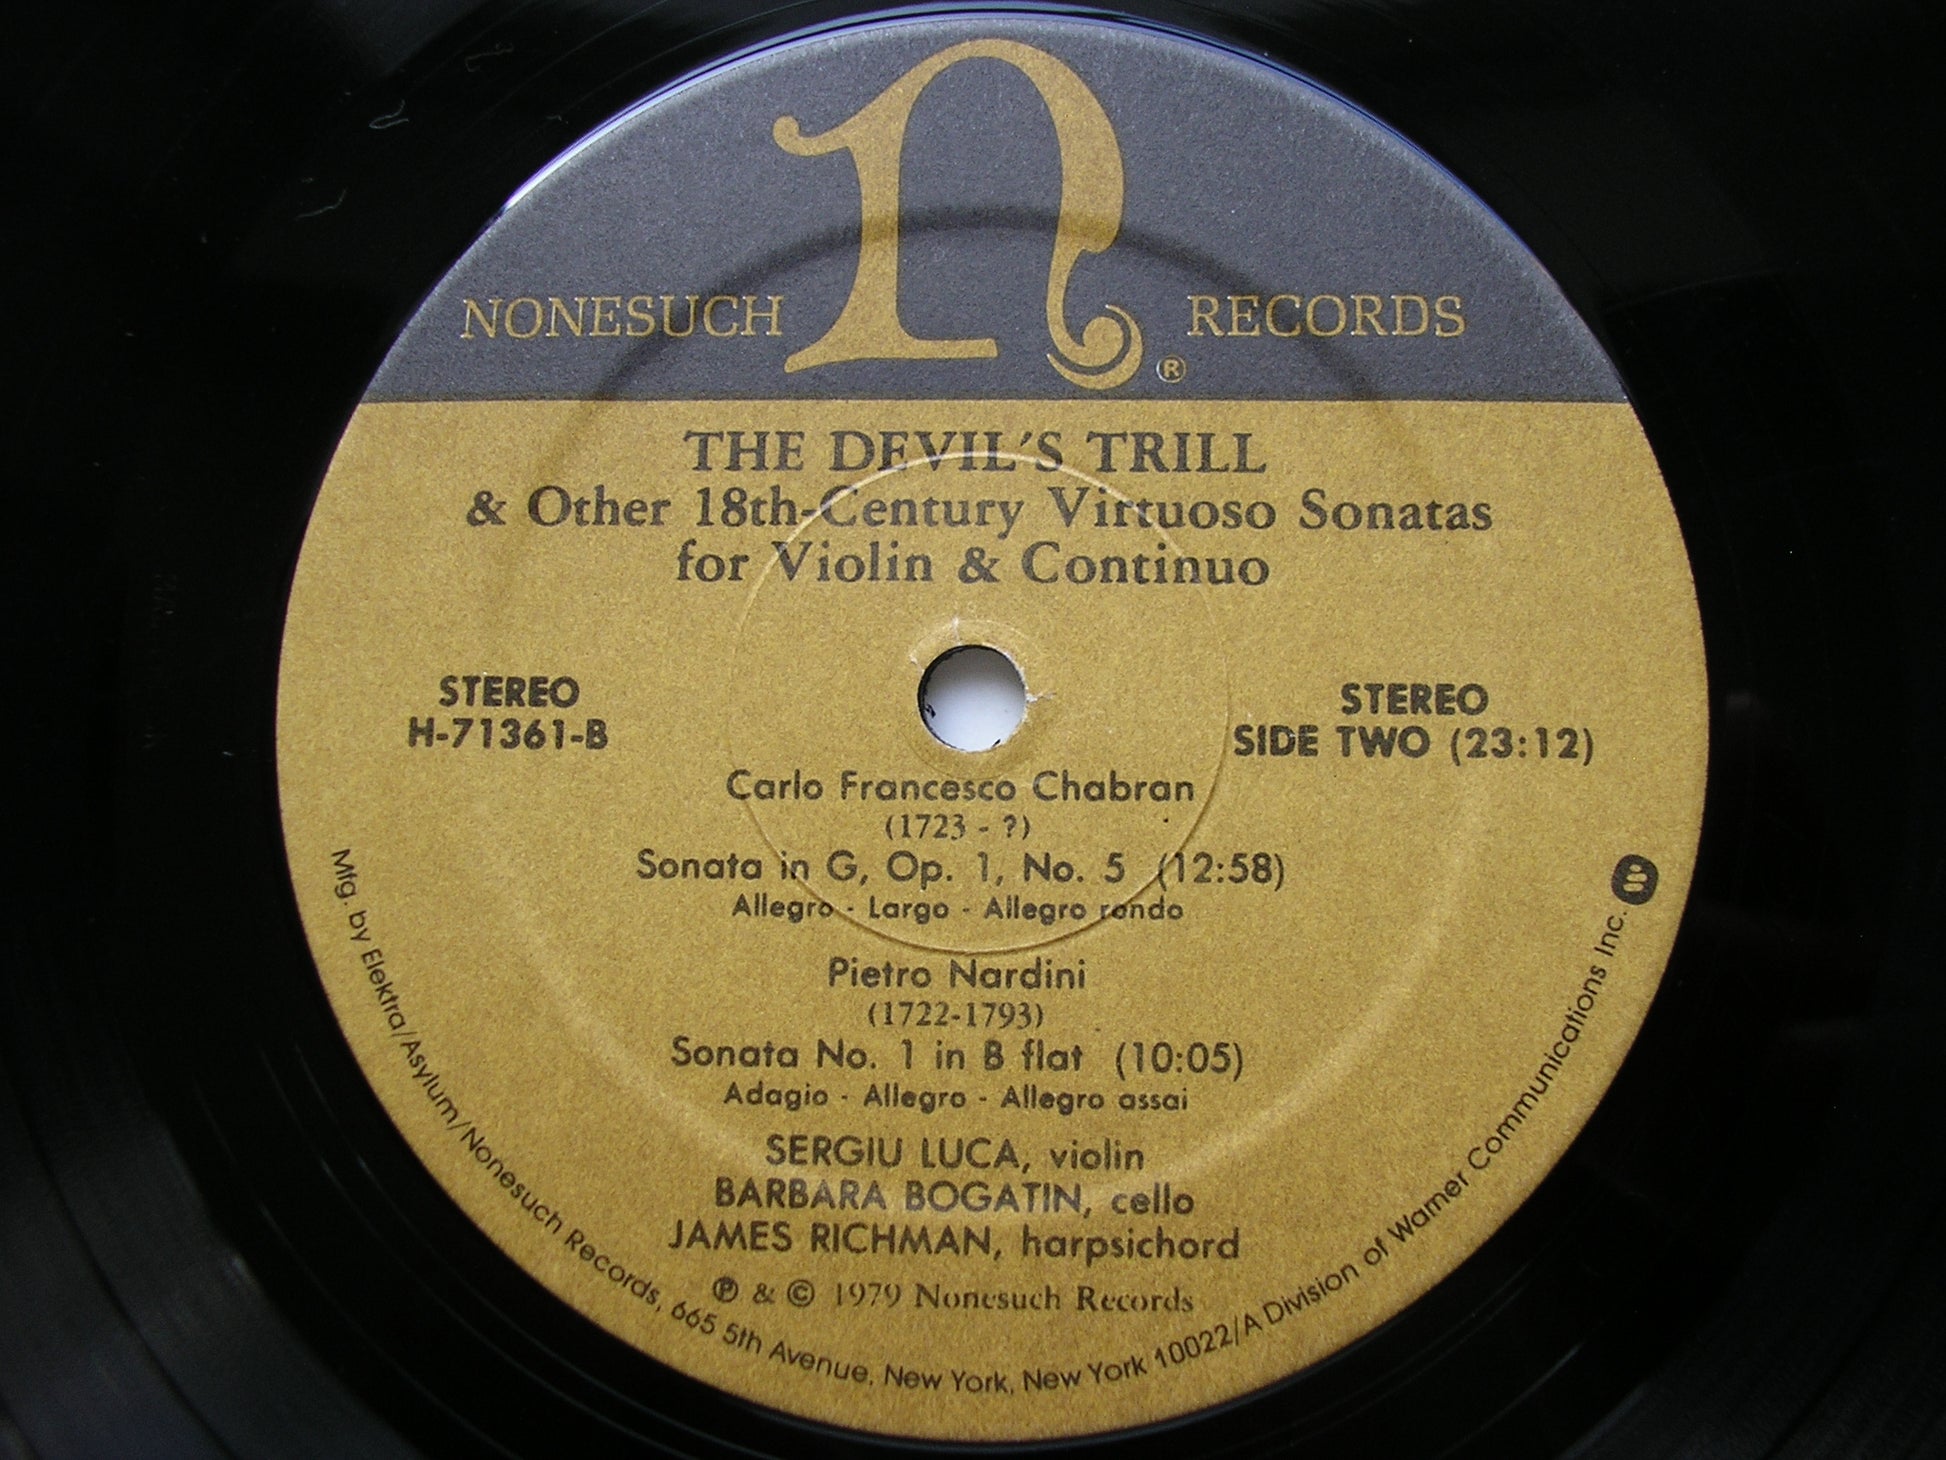 n
NONESUCH RECORDS ®
THE DEVIL'S TRILL
& Other 18th-Century Virtuoso Sonatas
for Violin & Continuo
STEREO
H-71361-B
STEREO
SIDE TWO (23:12)
Carlo Francesco Chabran
(1723 - ?)
Sonata in G, Op. 1, No. 5 (12:58)
Allegro - Largo - Allegro rondo
Pietro Nardini
(1722-1793)
Sonata No. 1 in B flat (10:05)
Adagio - Allegro - Allegro assai
SERGIU LUCA, violin
BARBARA BOGATIN, cello
JAMES RICHMAN, harpsichord
℗ & © 1979 Nonesuch Records
Mfg. by Elektra/Asylum/Nonesuch Records, 665 5th Avenue, New York, New York 10022/A Division of Warner Communications Inc.